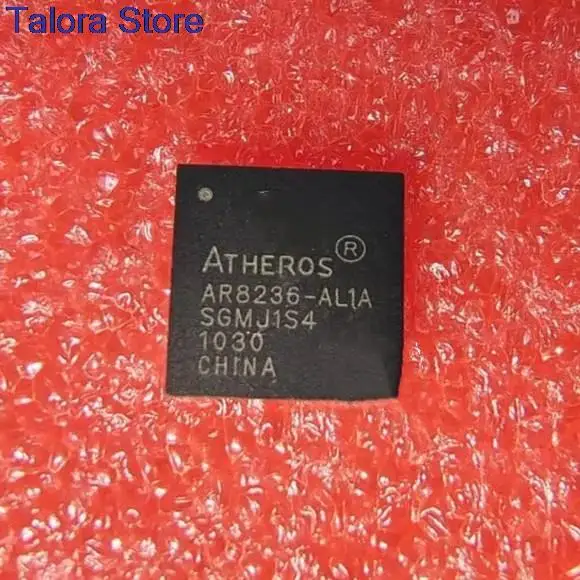 Talora Store
ATHEROS®
AR8236-AL1A
SGMJ1S4
1030
CHINA